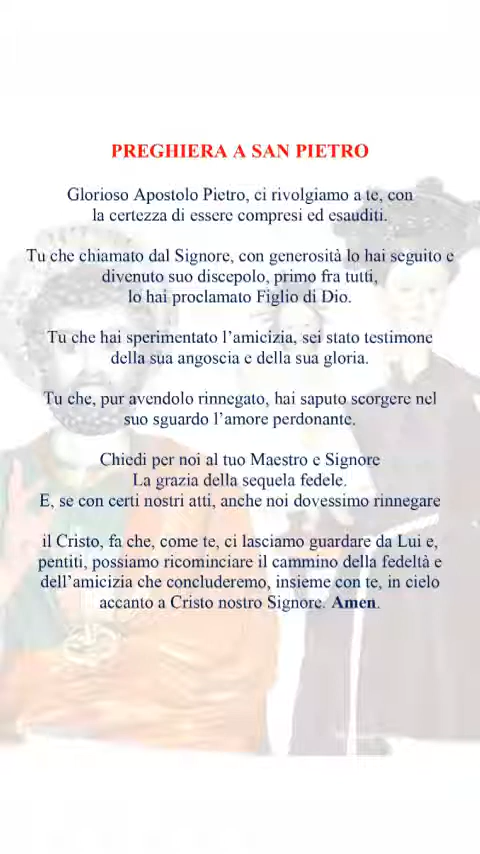 PREGHIERA A SAN PIETRO
Glorioso Apostolo Pietro, ci rivolgiamo a te, con
la certezza di essere compresi ed esauditi.
Tu che chiamato dal Signore, con generosità lo hai seguito e
divenuto suo discepolo, primo fra tutti,
lo hai proclamato Figlio di Dio.
Tu che hai sperimentato l’amicizia, sei stato testimone
della sua angoscia e della sua gloria.
Tu che, pur avendolo rinnegato, hai saputo scorgere nel
suo sguardo l’amore perdonante.
Chiedi per noi al tuo Maestro e Signore
La grazia della sequela fedele.
E, se con certi nostri atti, anche noi dovessimo rinnegare
il Cristo, fa che, come te, ci lasciamo guardare da Lui e,
pentiti, possiamo ricominciare il cammino della fedeltà e
dell’amicizia che concluderemo, insieme con te, in cielo
accanto a Cristo nostro Signore. Amen.